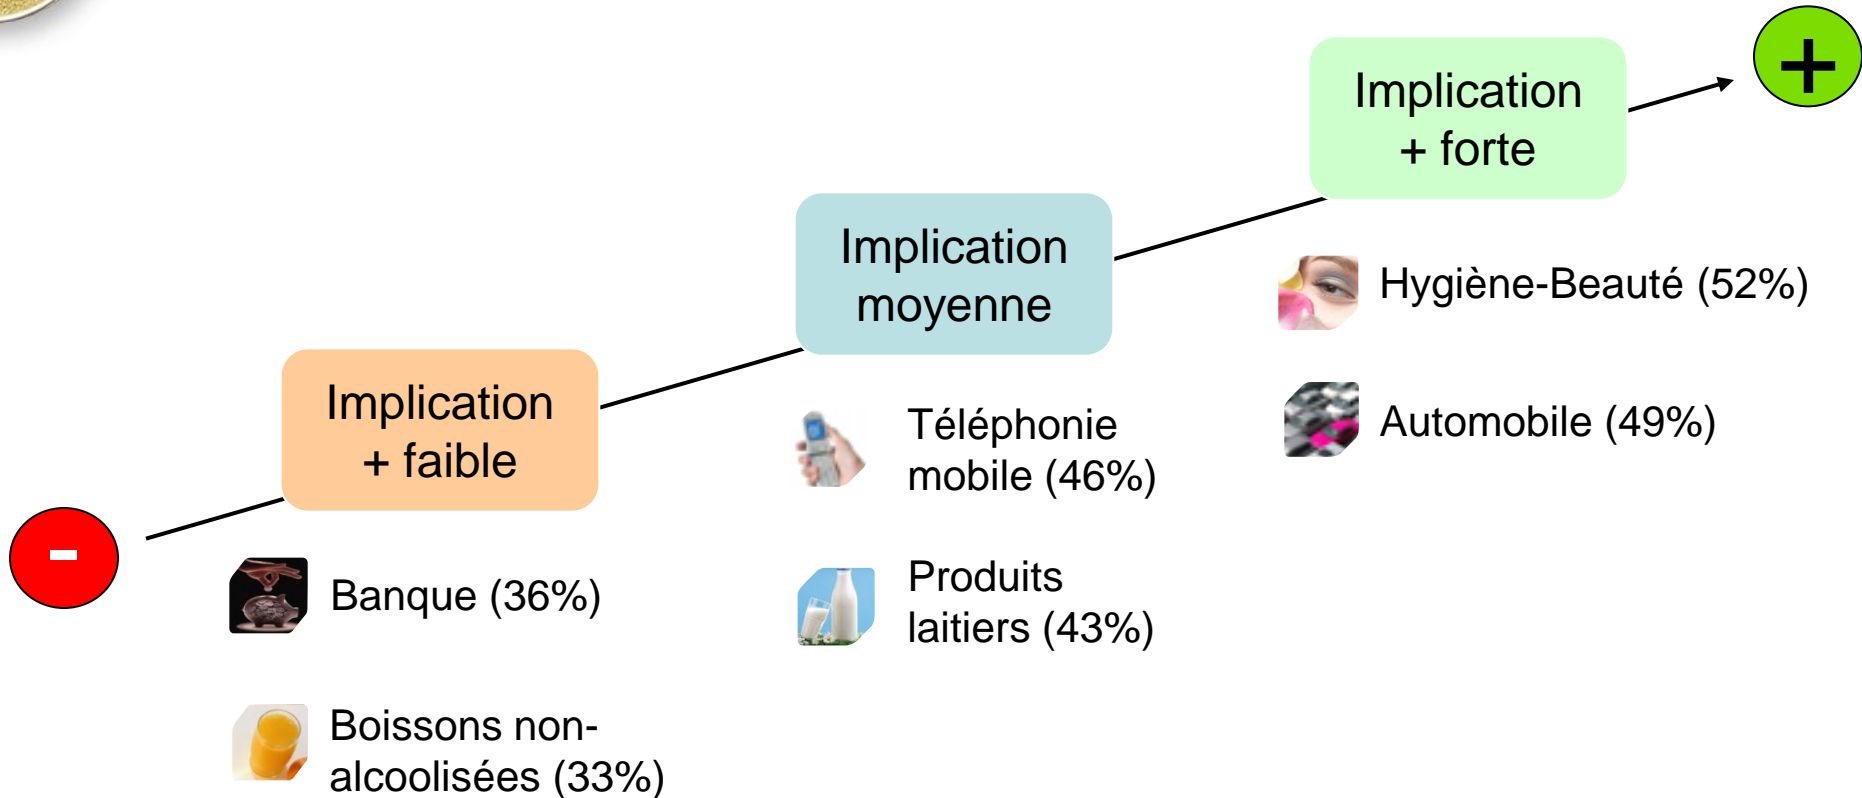 +
Implication
+ forte
Implication
moyenne
Hygiène-Beauté (52%)
Implication
+ faible
Téléphonie
mobile (46%)
Automobile (49%)
-
Banque (36%)
Produits
laitiers (43%)
Boissons non-
alcoolisées (33%)